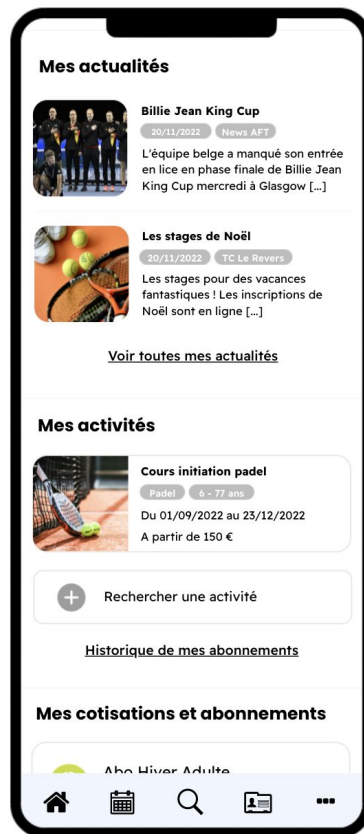 Mes actualités
Billie Jean King Cup
20/11/2022 News AFT
L'équipe belge a manqué son entrée
en lice en phase finale de Billie Jean
King Cup mercredi à Glasgow [...]
Les stages de Noël
20/11/2022 TC Le Revers
Les stages pour des vacances
fantastiques ! Les inscriptions de
Noël sont en ligne [...]
Voir toutes mes actualités
Mes activités
Cours initiation padel
Padel 6 - 77 ans
Du 01/09/2022 au 23/12/2022
A partir de 150 €
Rechercher une activité
Historique de mes abonnements
Mes cotisations et abonnements
Abo Hiver Adulte